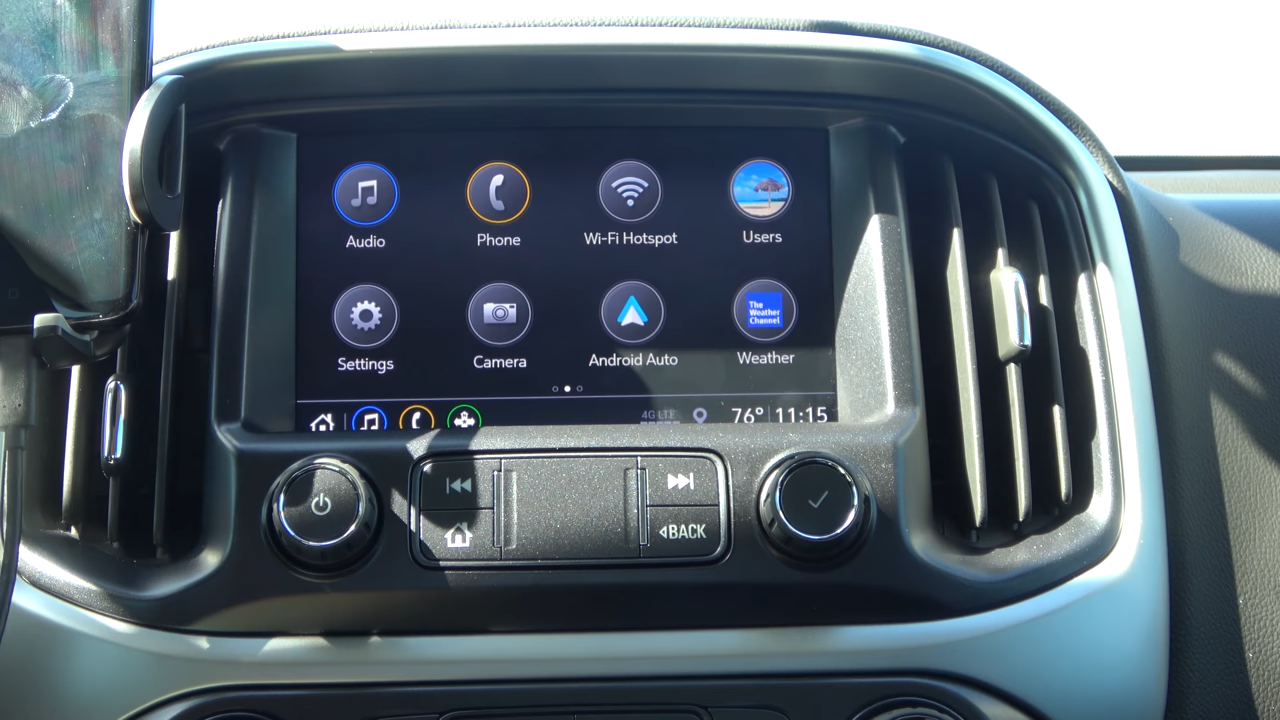 Audio
Phone
Wi-Fi Hotspot
Users
Settings
Camera
Android Auto
The
Weather
Channel
Weather
4G LTE
76° 11:15
BACK